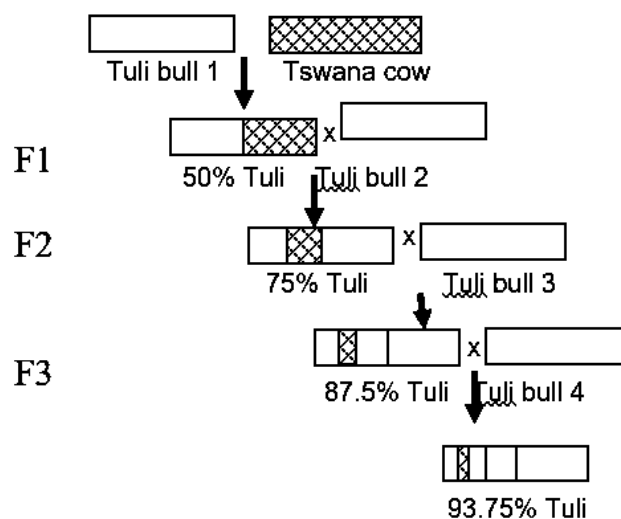 Tuli bull 1 Tswana cow
x
F1
50% Tuli Tuli bull 2
x
F2
75% Tuli Tuli bull 3
x
F3
87.5% Tuli Tuli bull 4
93.75% Tuli